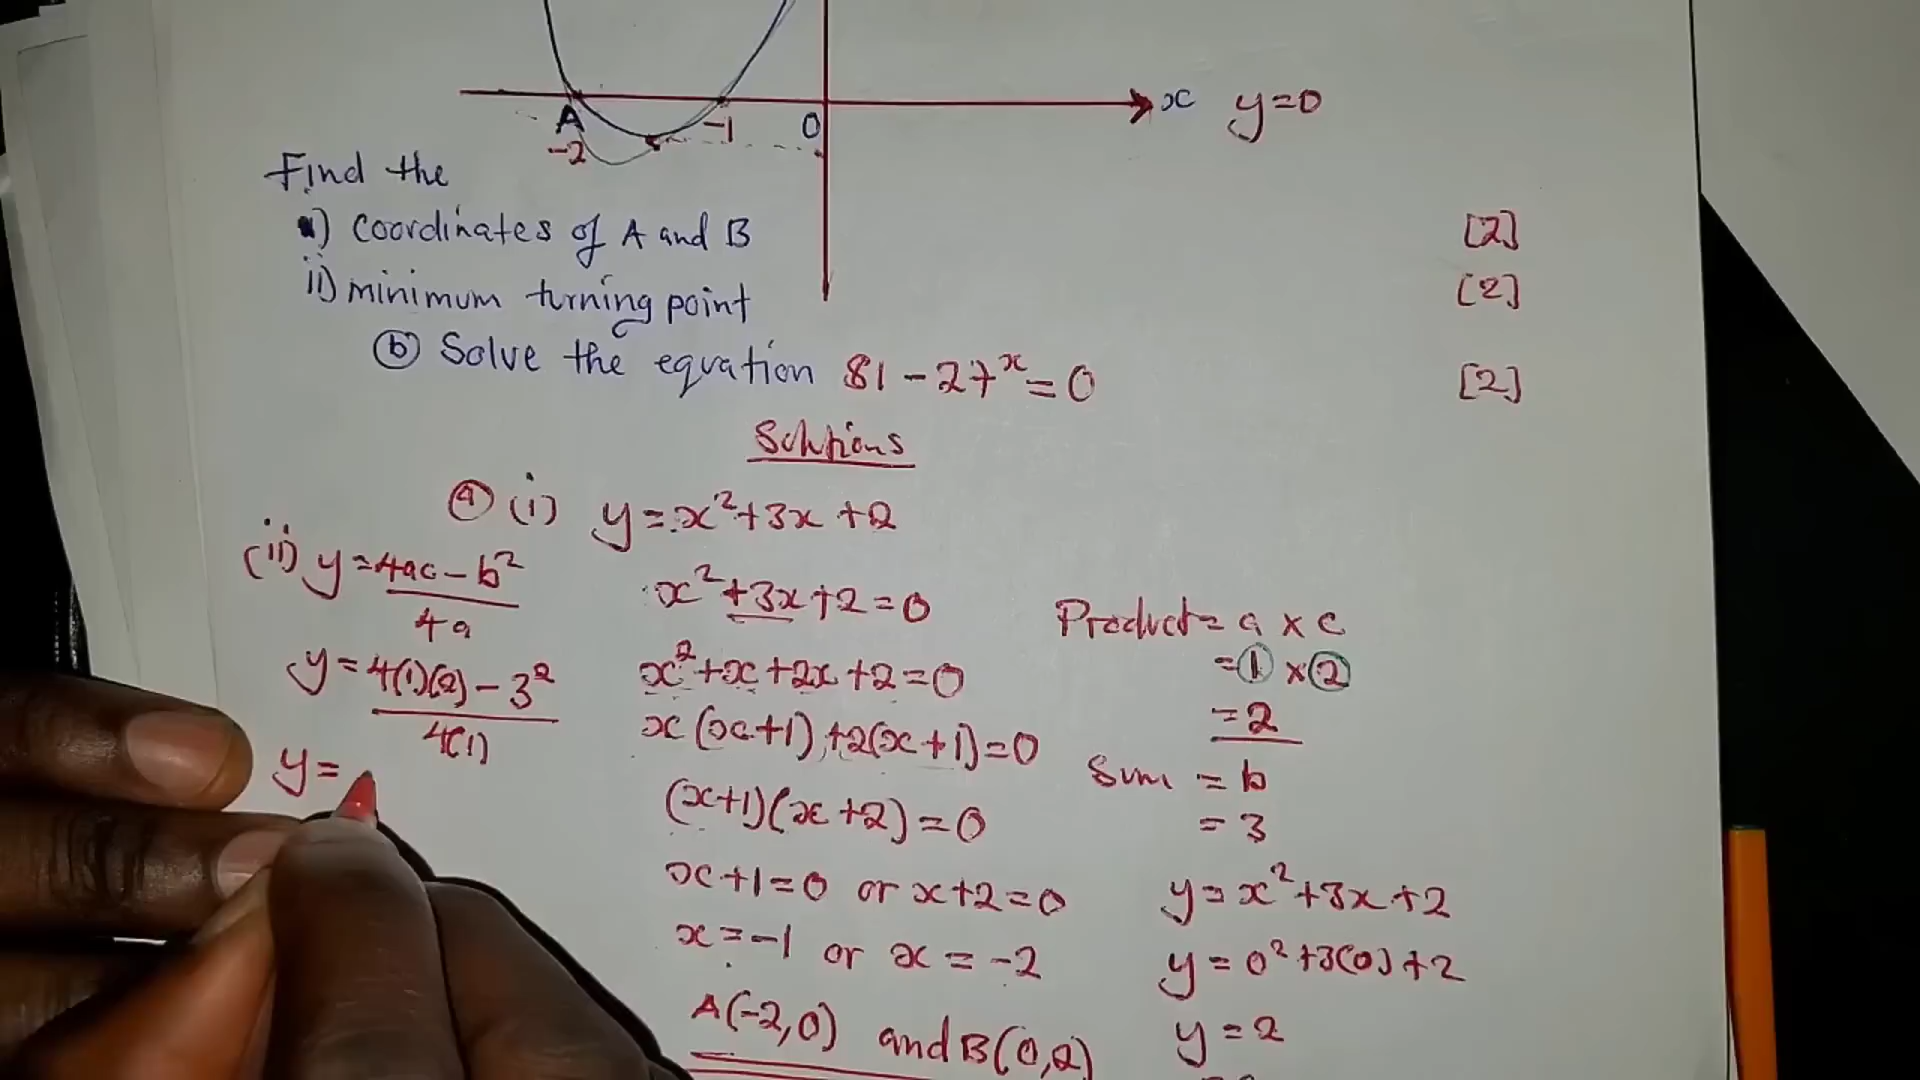 x y=0
A -1 0
-2
Find the
i) coordinates of A and B [2]
ii) minimum turning point [2]
(b) Solve the equation 81 - 27^x = 0 [2]
Solutions
(a) (i) y = x²+3x+2
x²+3x+2=0
x²+x+2x+2=0
x(x+1)+2(x+1)=0
(x+1)(x+2)=0
x+1=0 or x+2=0
x=-1 or x=-2
A(-2,0) and B(0,2)
(ii) y = 4ac - b²
4a
y = 4(1)(2) - 3²
4(1)
y =
Product = a x c
= 1 x 2
= 2
Sum = b
= 3
y = x²+3x+2
y = 0²+3(0)+2
y = 2